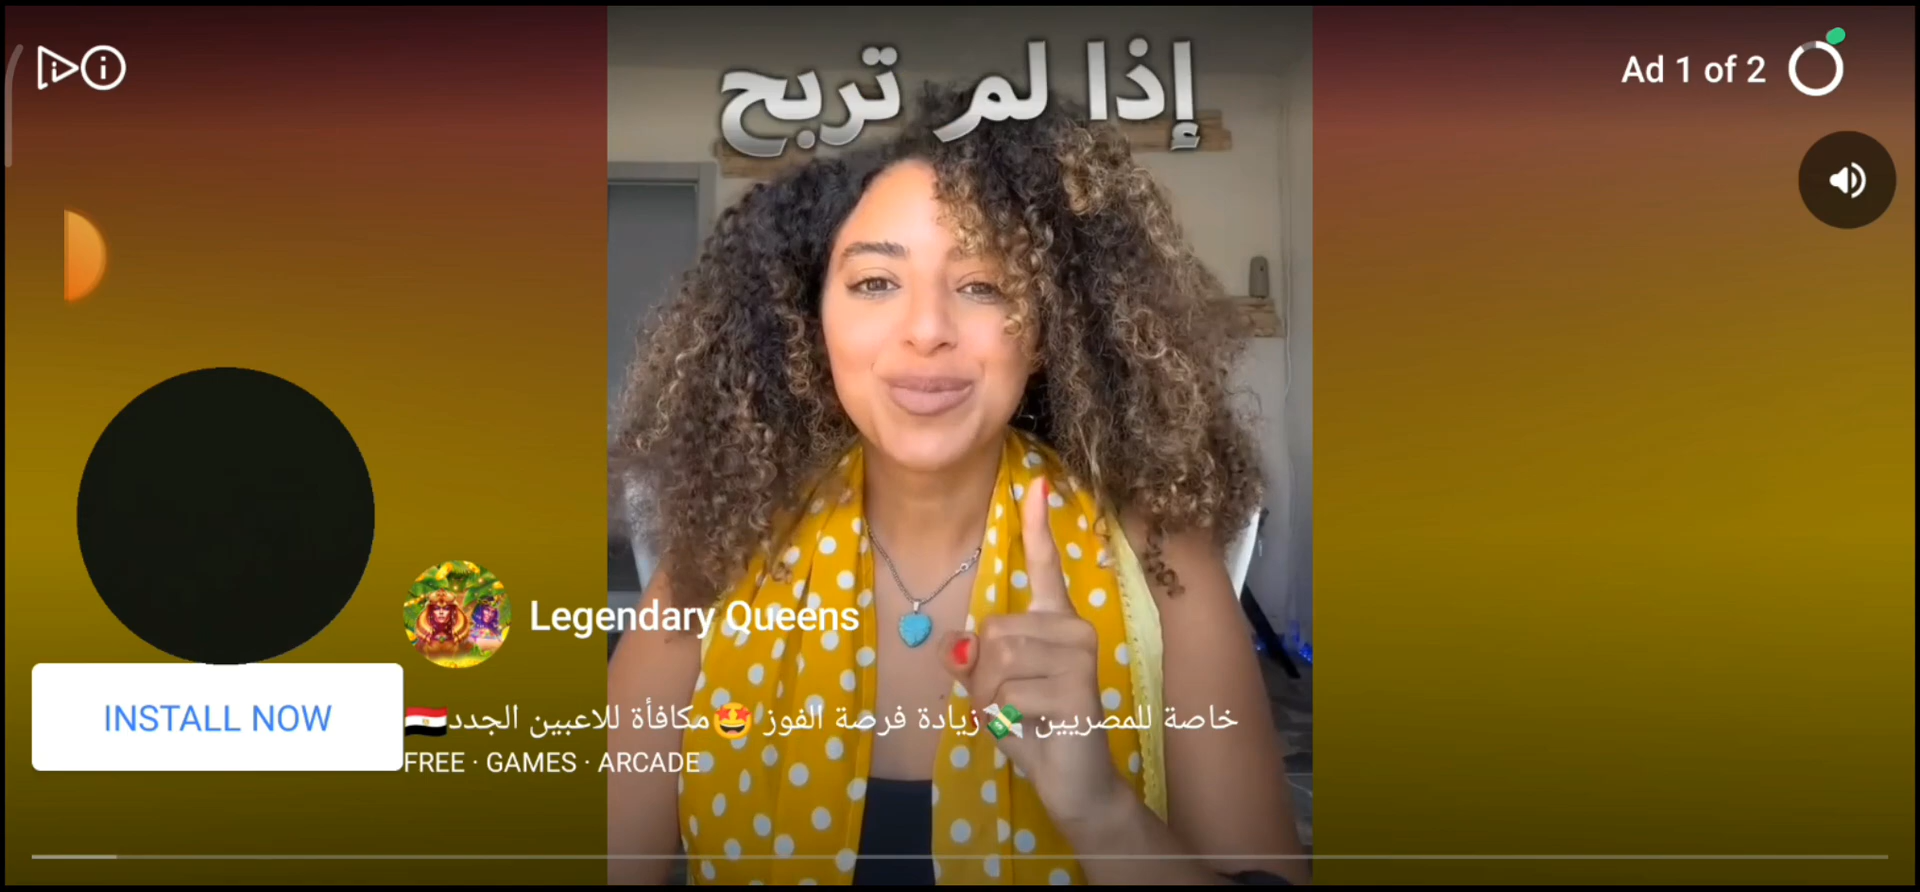 إذا لم تربح
Ad 1 of 2
Legendary Queens
خاصة للمصريين 💸زيادة فرصة الفوز 🤩مكافأة للاعبين الجدد🇪🇬
INSTALL NOW
FREE · GAMES · ARCADE